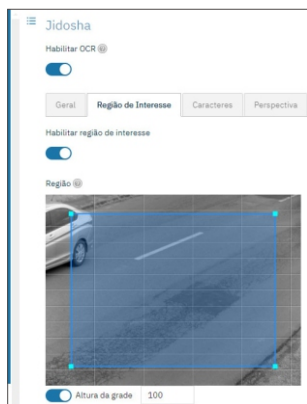 Jidosha
Habilitar OCR
Geral Região de Interesse Caracteres Perspectiva
Habilitar região de interesse
Região
Altura da grade 100